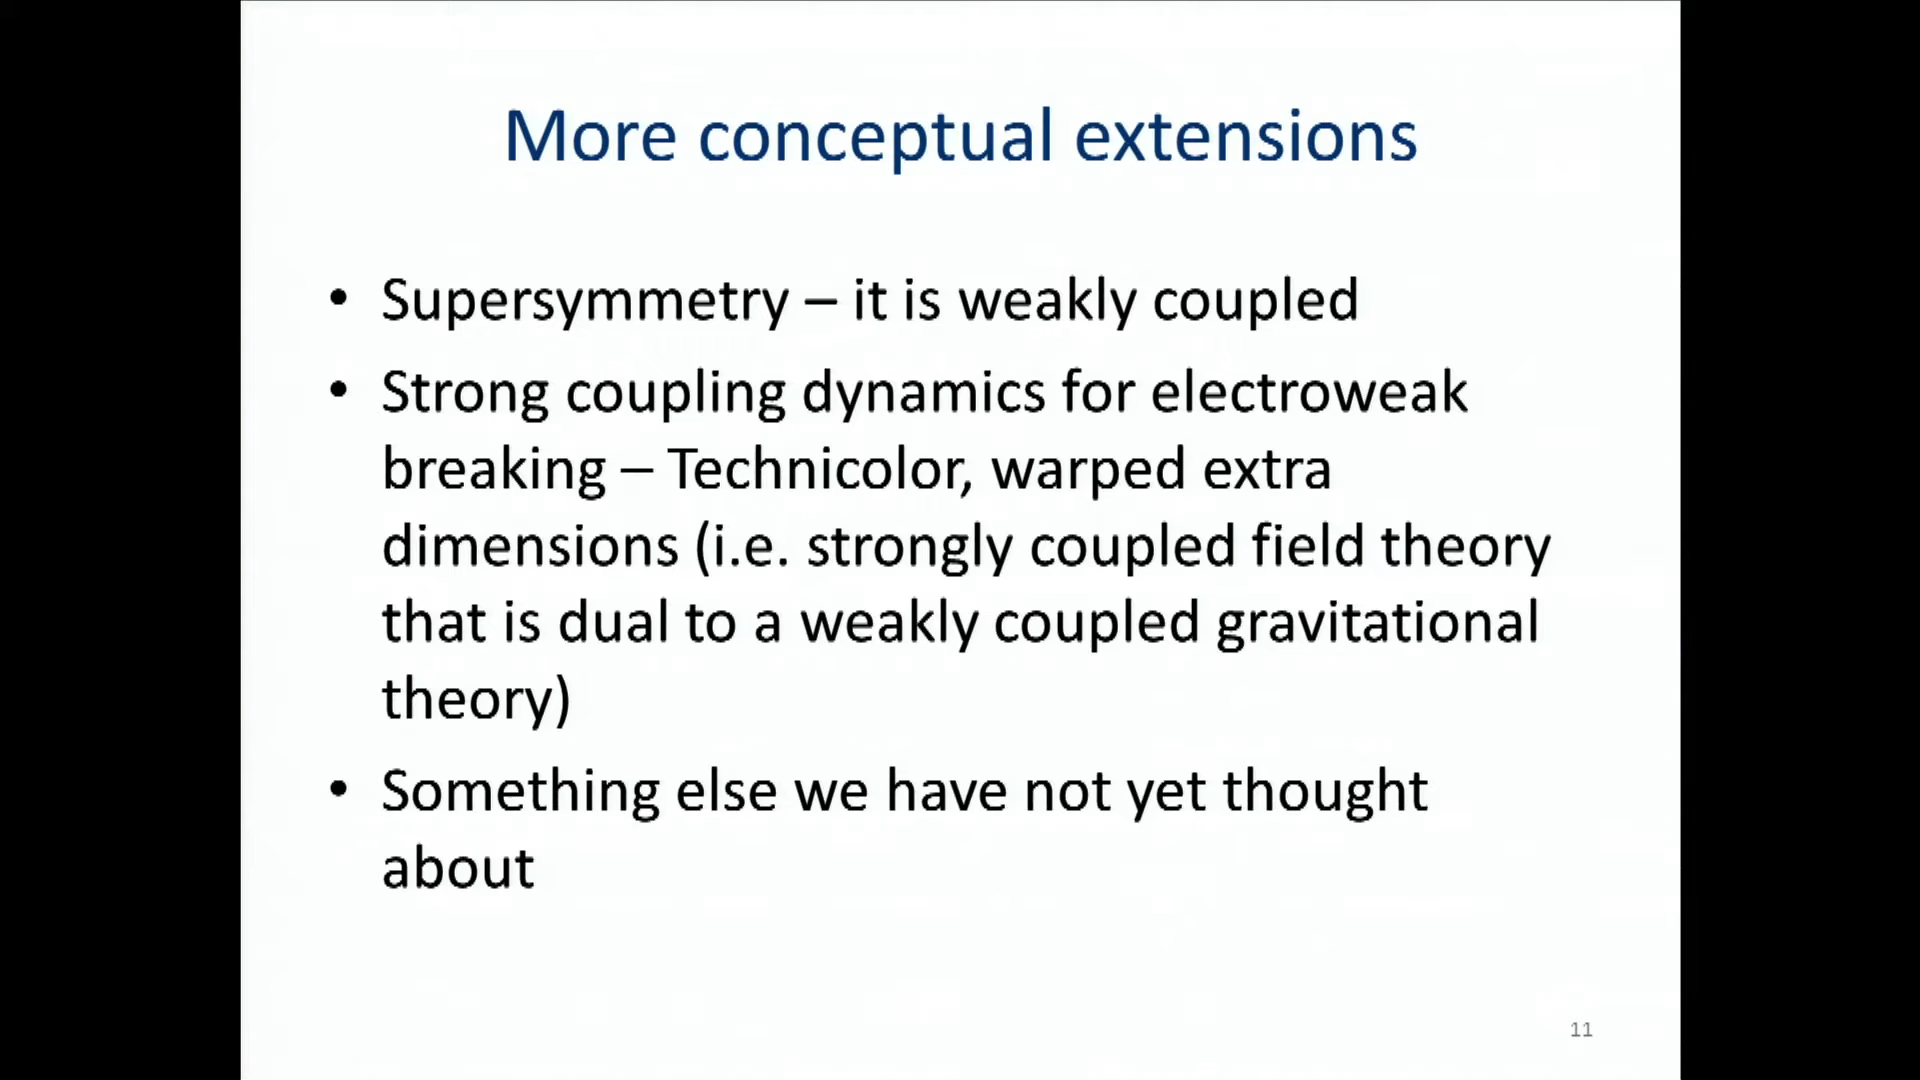 More conceptual extensions
• Supersymmetry – it is weakly coupled
• Strong coupling dynamics for electroweak
breaking – Technicolor, warped extra
dimensions (i.e. strongly coupled field theory
that is dual to a weakly coupled gravitational
theory)
• Something else we have not yet thought
about
11